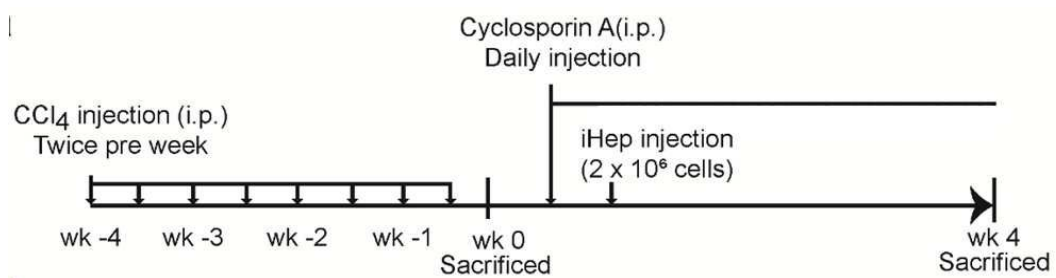 Cyclosporin A(i.p.)
Daily injection
CCl₄ injection (i.p.)
Twice pre week
iHep injection
(2 x 10⁶ cells)
wk -4 wk -3 wk -2 wk -1 wk 0 wk 4
Sacrificed Sacrificed